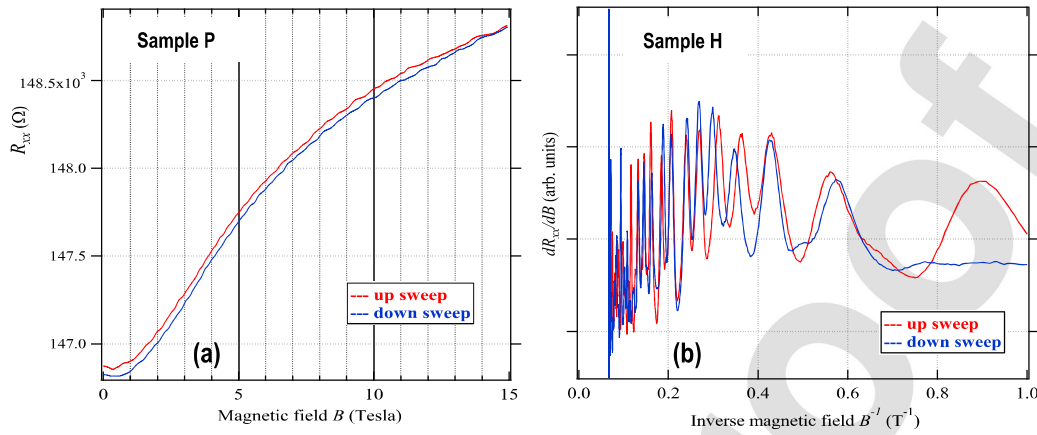 Sample P
148.5x10³
148.0
147.5
147.0
Rxx (Ω)
up sweep
down sweep
(a)
0
5
10
15
Magnetic field B (Tesla)
Sample H
dRxx/dB (arb. units)
up sweep
down sweep
(b)
0.0
0.2
0.4
0.6
0.8
1.0
Inverse magnetic field B⁻¹ (T⁻¹)